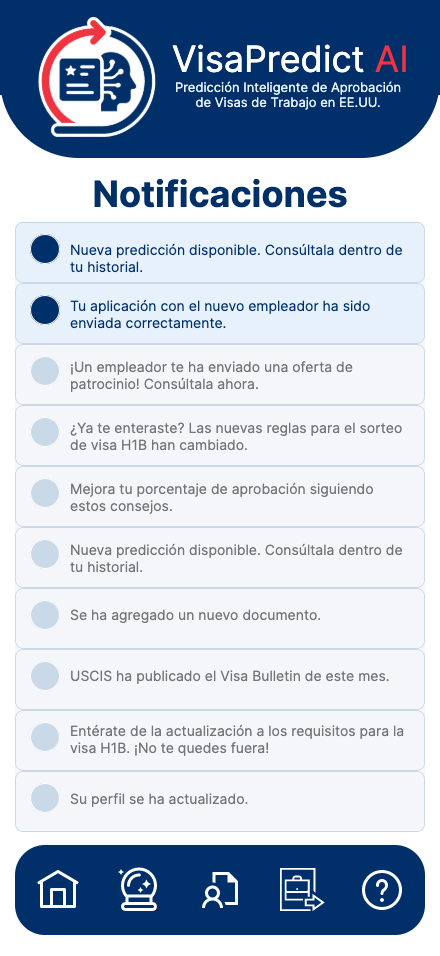 VisaPredict AI
Predicción Inteligente de Aprobación
de Visas de Trabajo en EE.UU.
Notificaciones
Nueva predicción disponible. Consúltala dentro de
tu historial.
Tu aplicación con el nuevo empleador ha sido
enviada correctamente.
¡Un empleador te ha enviado una oferta de
patrocinio! Consúltala ahora.
¿Ya te enteraste? Las nuevas reglas para el sorteo
de visa H1B han cambiado.
Mejora tu porcentaje de aprobación siguiendo
estos consejos.
Nueva predicción disponible. Consúltala dentro de
tu historial.
Se ha agregado un nuevo documento.
USCIS ha publicado el Visa Bulletin de este mes.
Entérate de la actualización a los requisitos para la
visa H1B. ¡No te quedes fuera!
Su perfil se ha actualizado.